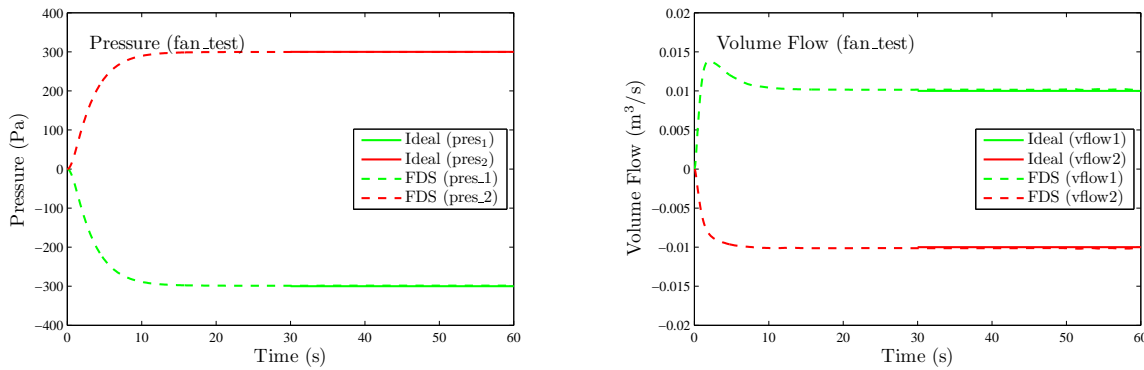 Pressure (fan_test)
400
300
200
100
0
−100
−200
−300
−400
Pressure (Pa)
Ideal (pres₁)
Ideal (pres₂)
FDS (pres_1)
FDS (pres_2)
0 10 20 30 40 50 60
Time (s)
Volume Flow (fan_test)
0.02
0.015
0.01
0.005
0
−0.005
−0.01
−0.015
−0.02
Volume Flow (m³/s)
Ideal (vflow1)
Ideal (vflow2)
FDS (vflow1)
FDS (vflow2)
0 10 20 30 40 50 60
Time (s)